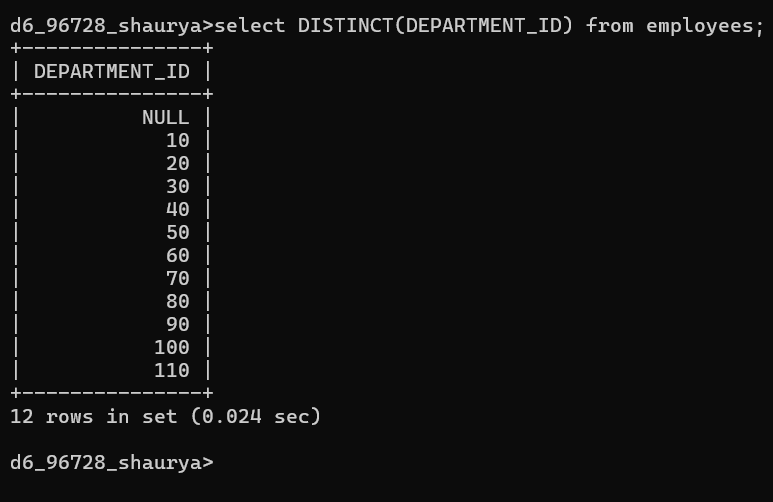 d6_96728_shaurya>select DISTINCT(DEPARTMENT_ID) from employees;
+---------------+
| DEPARTMENT_ID |
+---------------+
|          NULL |
|            10 |
|            20 |
|            30 |
|            40 |
|            50 |
|            60 |
|            70 |
|            80 |
|            90 |
|           100 |
|           110 |
+---------------+
12 rows in set (0.024 sec)
d6_96728_shaurya>